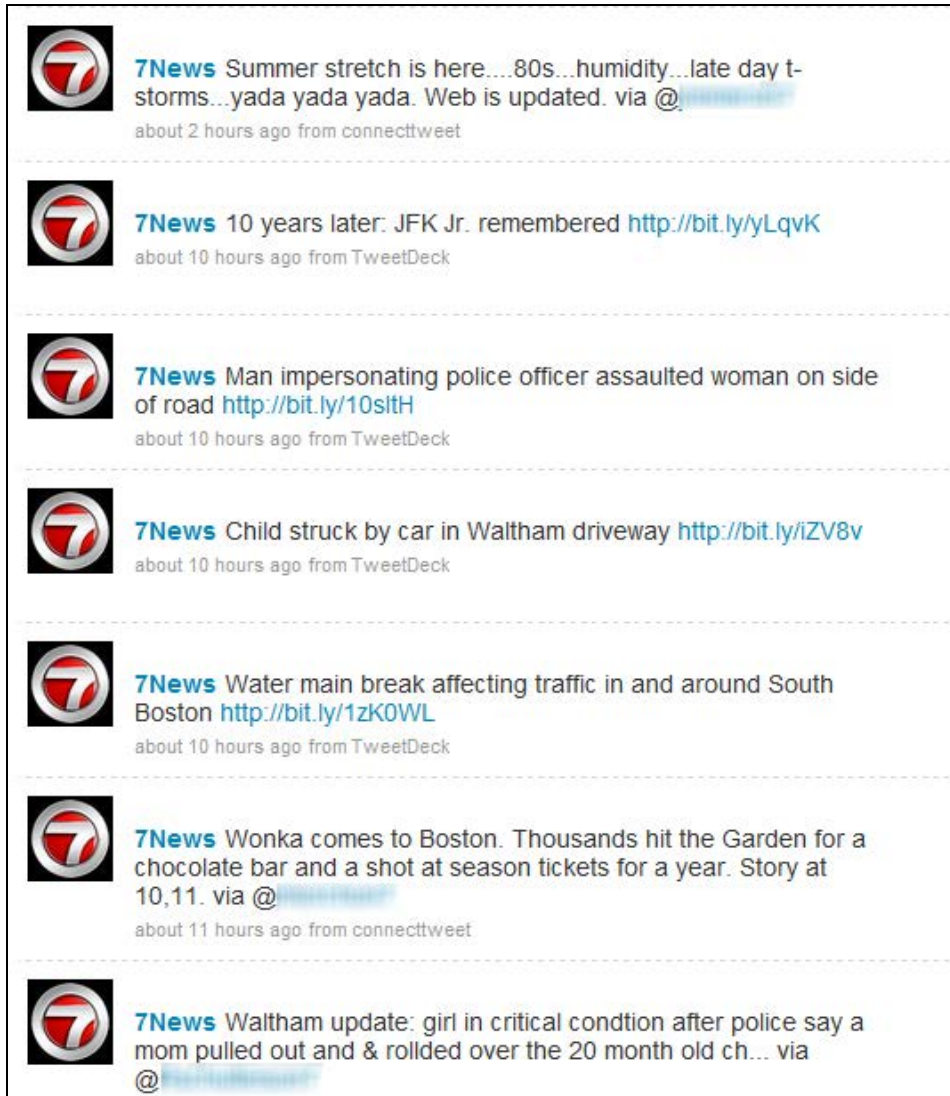 7News Summer stretch is here....80s...humidity...late day t-
storms...yada yada yada. Web is updated. via @
about 2 hours ago from connecttweet
7News 10 years later: JFK Jr. remembered http://bit.ly/yLqvK
about 10 hours ago from TweetDeck
7News Man impersonating police officer assaulted woman on side
of road http://bit.ly/10sltH
about 10 hours ago from TweetDeck
7News Child struck by car in Waltham driveway http://bit.ly/iZV8v
about 10 hours ago from TweetDeck
7News Water main break affecting traffic in and around South
Boston http://bit.ly/1zK0WL
about 10 hours ago from TweetDeck
7News Wonka comes to Boston. Thousands hit the Garden for a
chocolate bar and a shot at season tickets for a year. Story at
10,11. via @
about 11 hours ago from connecttweet
7News Waltham update: girl in critical condtion after police say a
mom pulled out and & rollded over the 20 month old ch... via
@